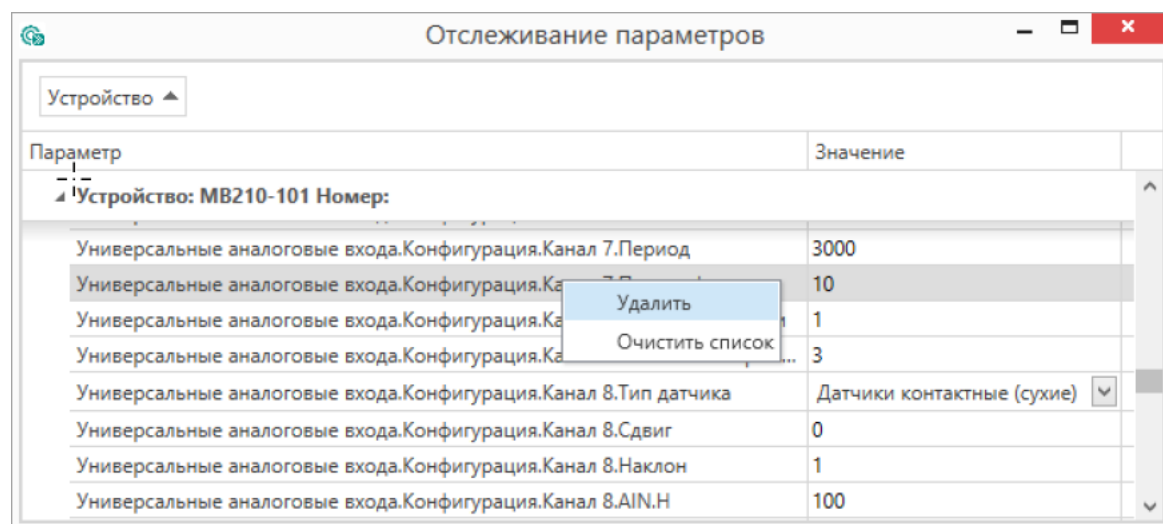 Отслеживание параметров
Устройство
Параметр Значение
Устройство: МВ210-101 Номер:
Универсальные аналоговые входа.Конфигурация.Канал 7.Период 3000
Универсальные аналоговые входа.Конфигурация. 10
Удалить
Универсальные аналоговые входа.Конфигурация. 1
Очистить список
Универсальные аналоговые входа.Конфигурация. ... 3
Универсальные аналоговые входа.Конфигурация.Канал 8.Тип датчика Датчики контактные (сухие)
Универсальные аналоговые входа.Конфигурация.Канал 8.Сдвиг 0
Универсальные аналоговые входа.Конфигурация.Канал 8.Наклон 1
Универсальные аналоговые входа.Конфигурация.Канал 8.AIN.H 100